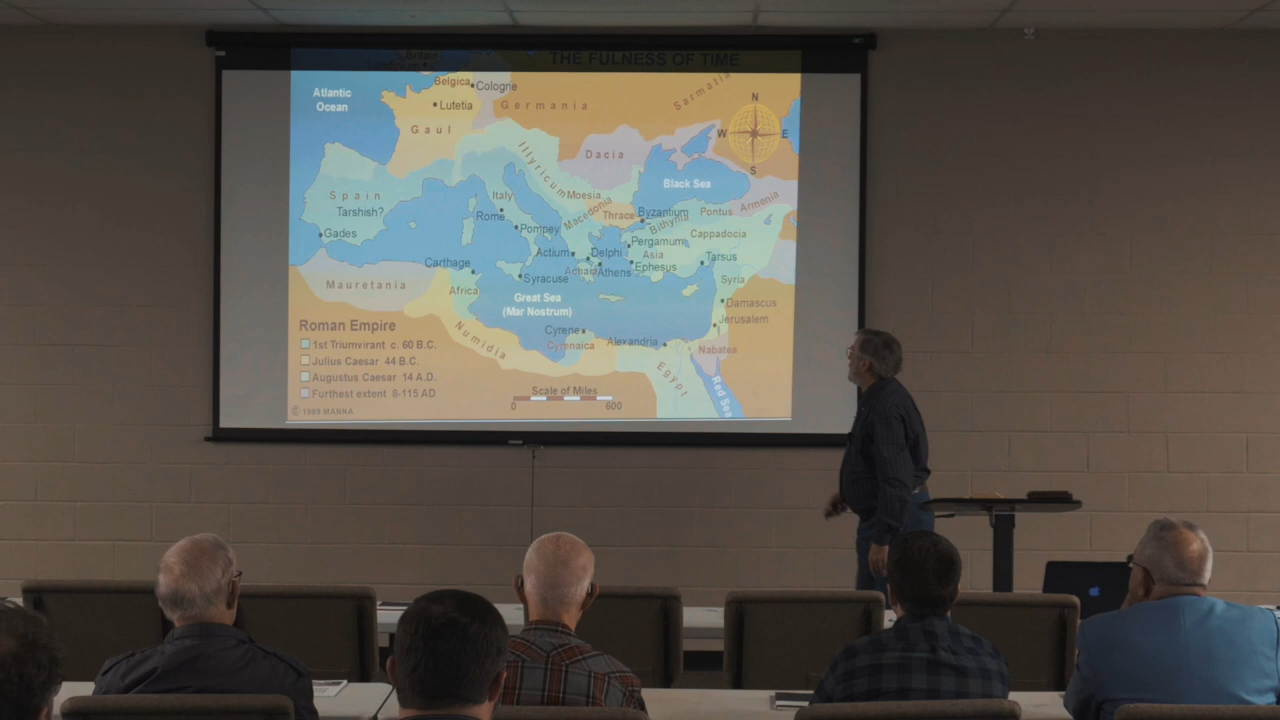 THE FULNESS OF TIME
Britain
Belgica
Cologne
Atlantic
Ocean
Lutetia
Germania
Sarmatia
N
W
E
S
Gaul
Dacia
Illyricum
Black Sea
Spain
Tarshish?
Italy
Moesia
Armenia
Rome
Macedonia
Thrace
Byzantium
Pontus
Bithynia
Gades
Pompey
Cappadocia
Pergamum
Actium
Delphi
Asia
Tarsus
Carthage
Achaia
Athens
Ephesus
Syracuse
Syria
Mauretania
Africa
Great Sea
(Mar Nostrum)
Damascus
Jerusalem
Numidia
Cyrene
Cyrenaica
Alexandria
Nabatea
Egypt
Red Sea
Roman Empire
1st Triumvirant c. 60 B.C.
Julius Caesar 44 B.C.
Augustus Caesar 14 A.D.
Furthest extent 8-115 AD
© 1989 MANNA
Scale of Miles
0 600